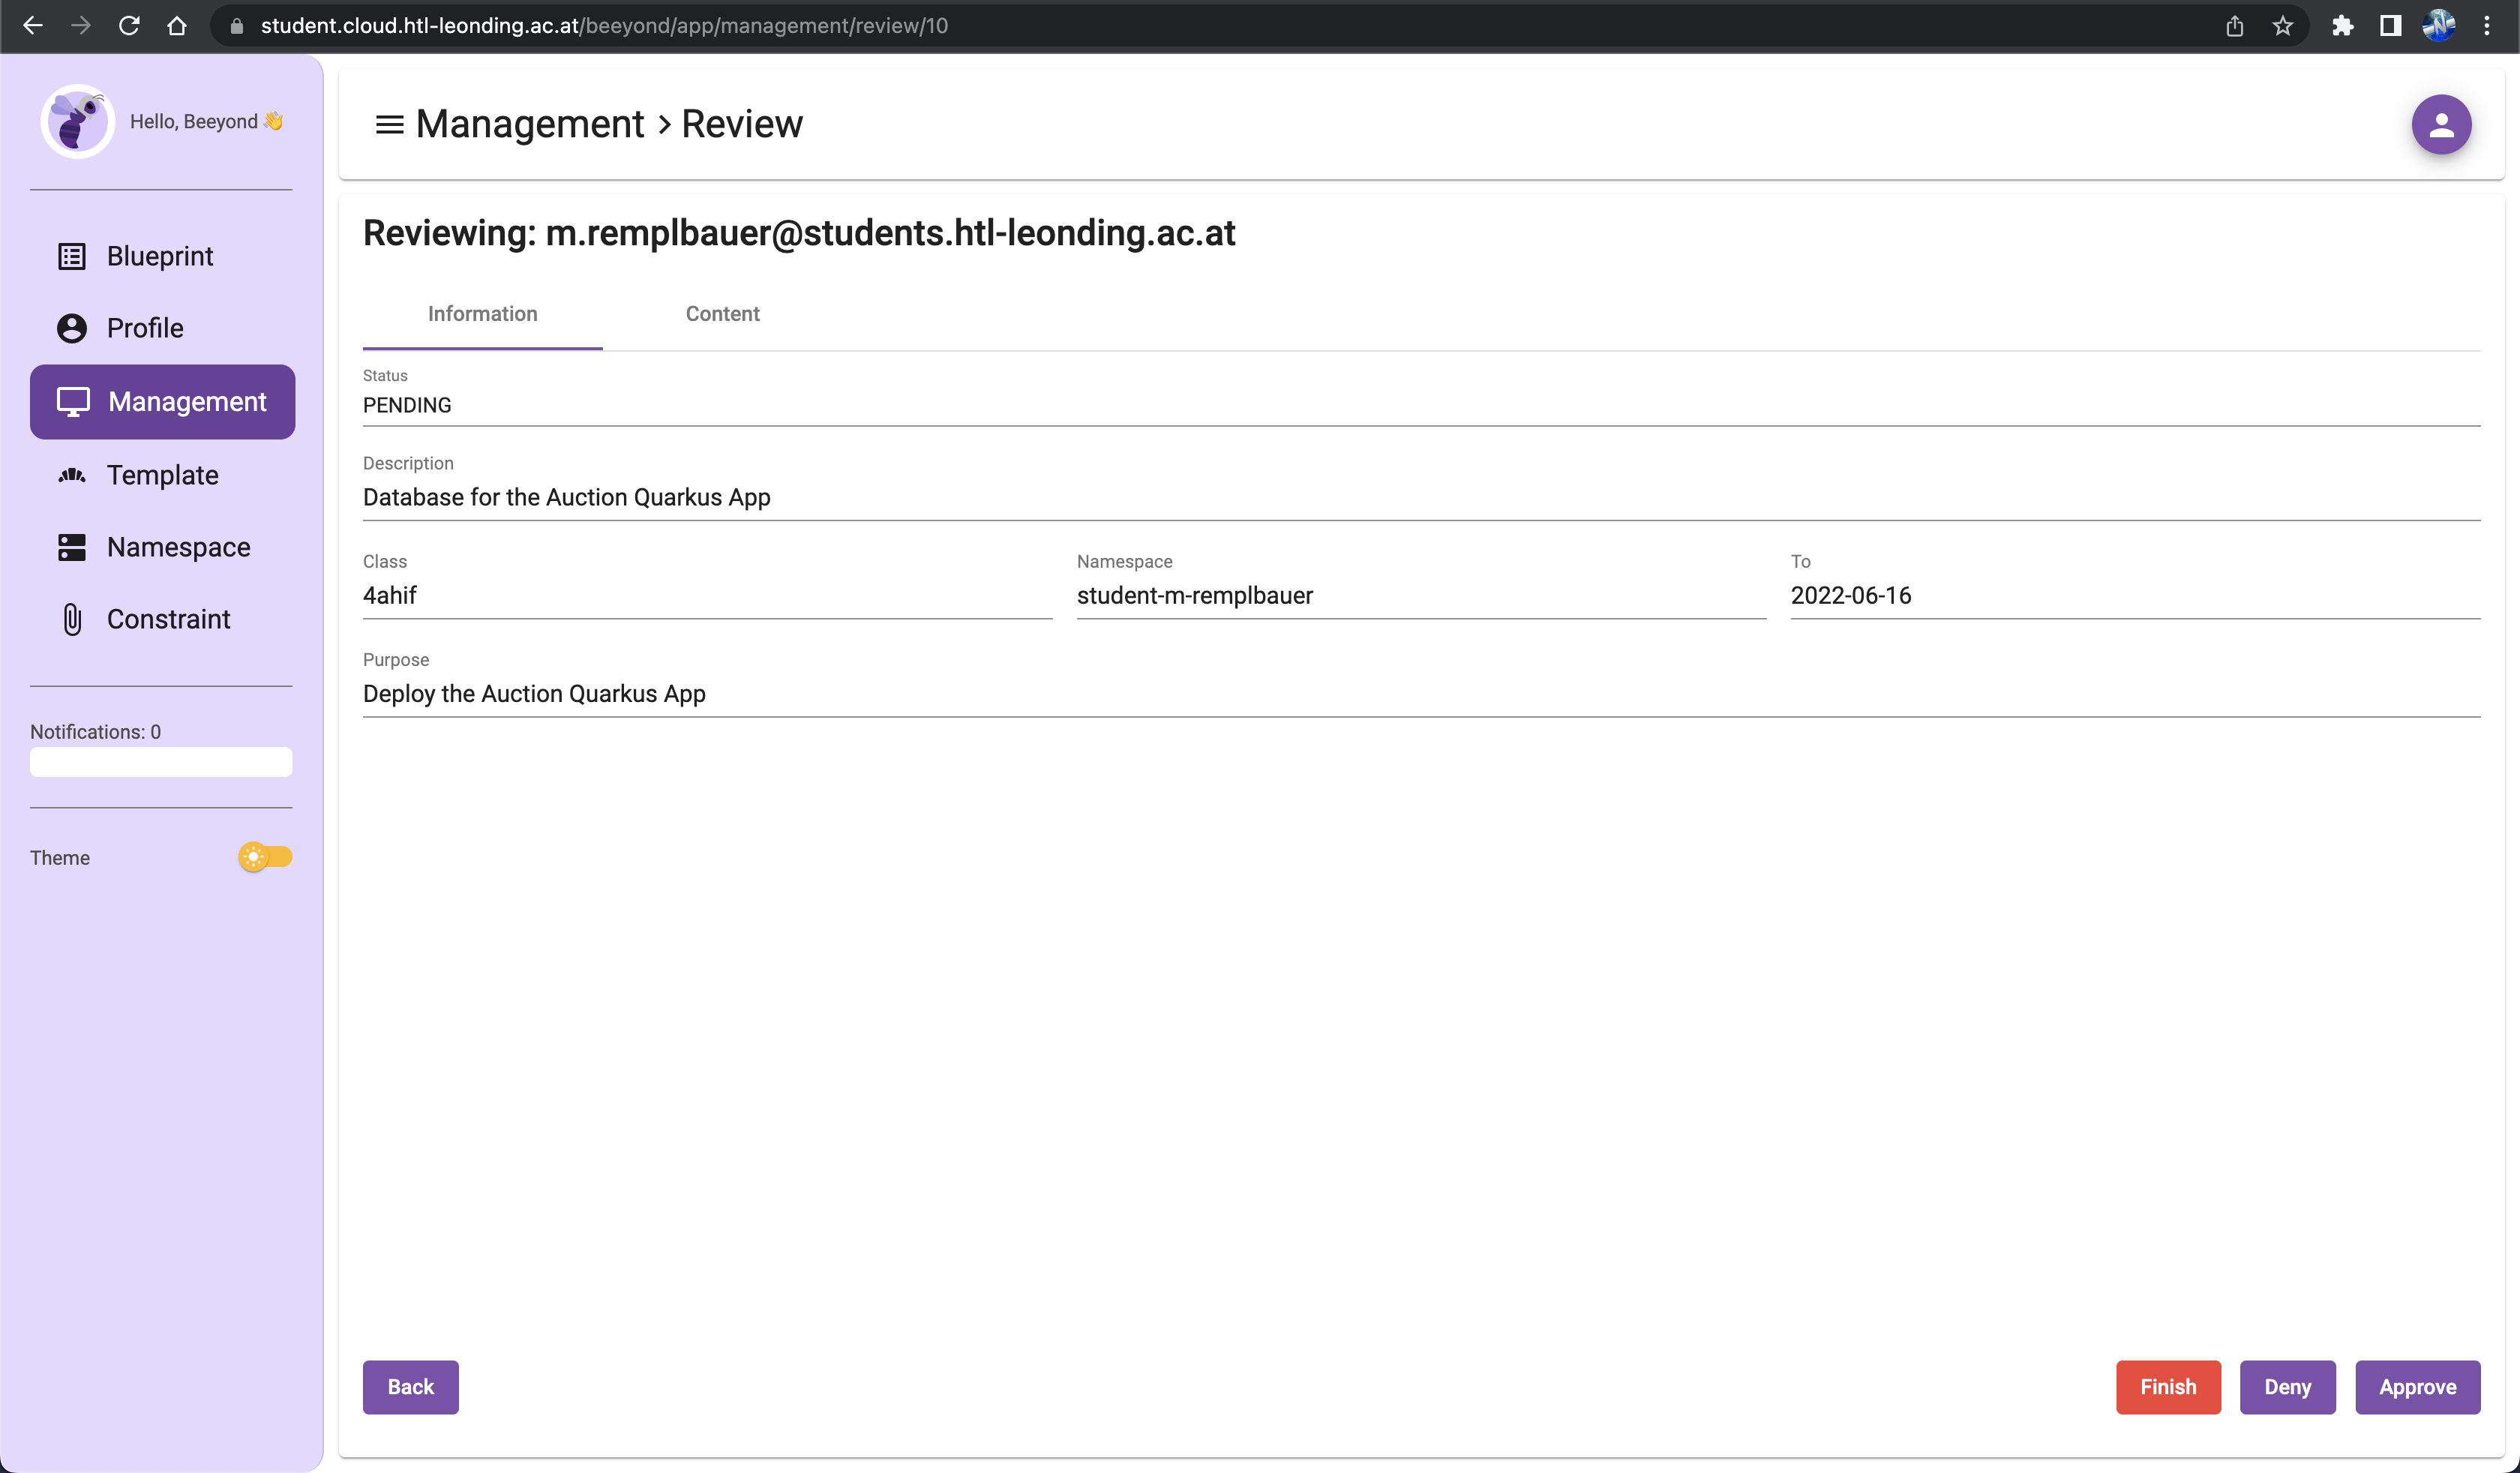 student.cloud.htl-leonding.ac.at/beeyond/app/management/review/10
Hello, Beeyond 👋
Blueprint
Profile
Management
Template
Namespace
Constraint
Notifications: 0
Theme
Management > Review
Reviewing: m.remplbauer@students.htl-leonding.ac.at
Information Content
Status
PENDING
Description
Database for the Auction Quarkus App
Class Namespace To
4ahif student-m-remplbauer 2022-06-16
Purpose
Deploy the Auction Quarkus App
Back Finish Deny Approve